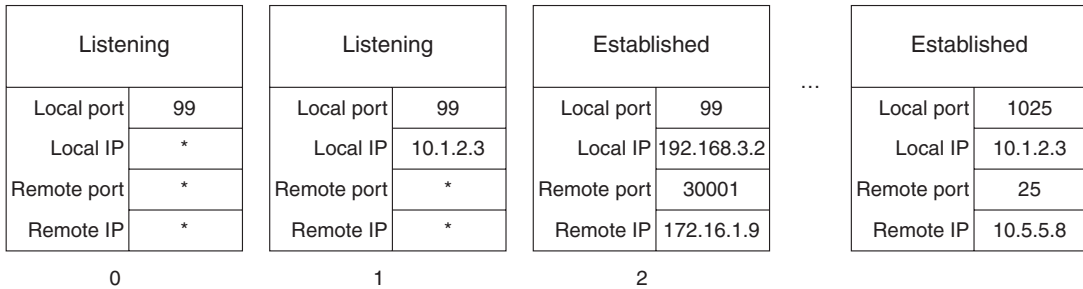 Listening Listening Established Established
...
Local port 99 Local port 99 Local port 99 Local port 1025
Local IP * Local IP 10.1.2.3 Local IP 192.168.3.2 Local IP 10.1.2.3
Remote port * Remote port * Remote port 30001 Remote port 25
Remote IP * Remote IP * Remote IP 172.16.1.9 Remote IP 10.5.5.8
0 1 2